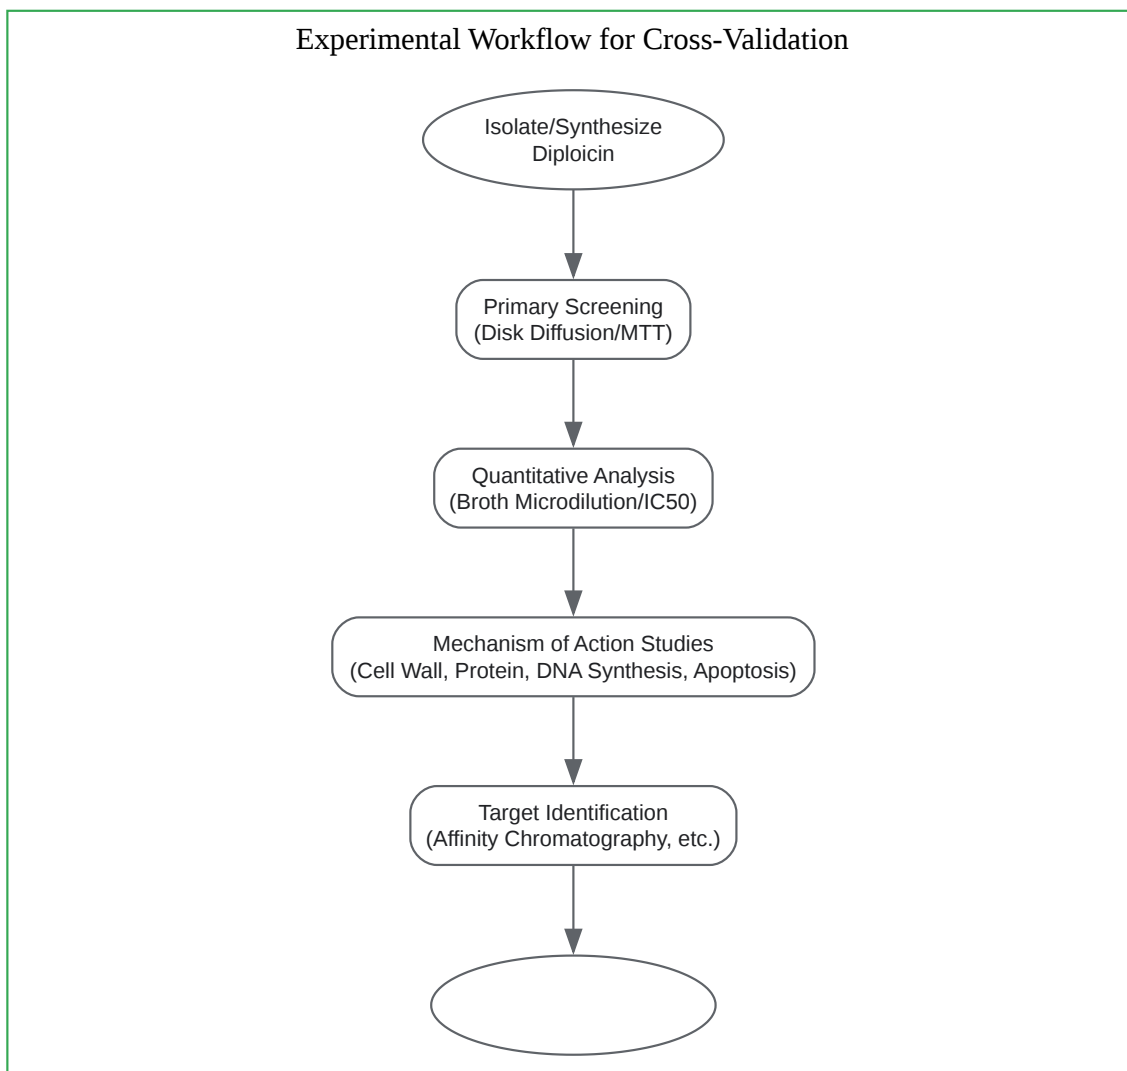 Experimental Workflow for Cross-Validation
Isolate/Synthesize
Diploicin
Primary Screening
(Disk Diffusion/MTT)
Quantitative Analysis
(Broth Microdilution/IC50)
Mechanism of Action Studies
(Cell Wall, Protein, DNA Synthesis, Apoptosis)
Target Identification
(Affinity Chromatography, etc.)